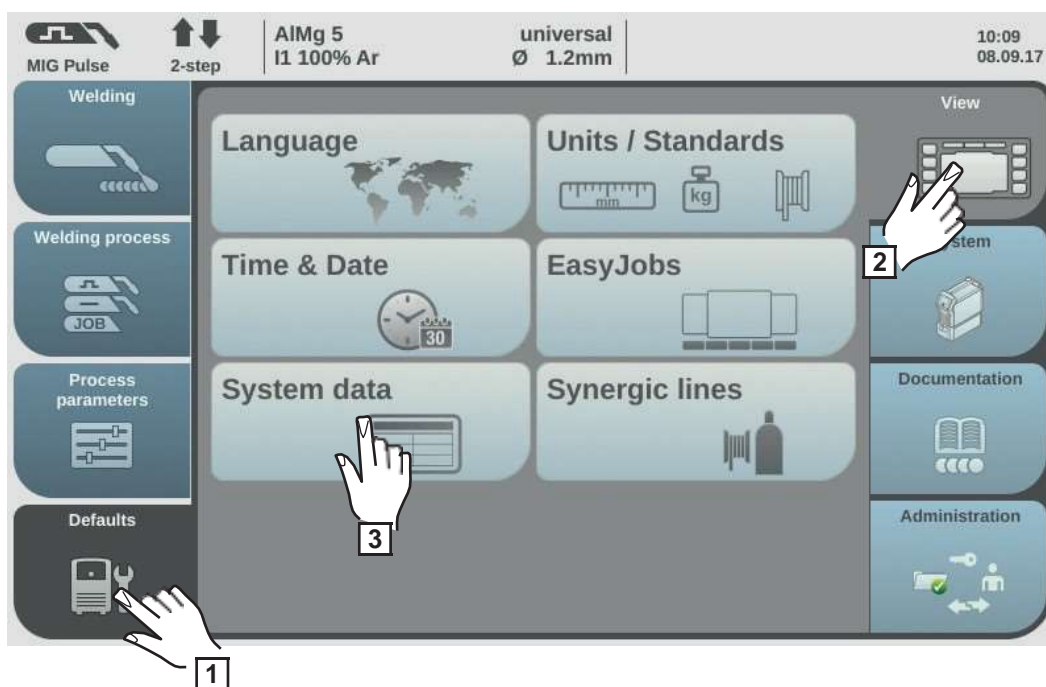 MIG Pulse
2-step
AlMg 5
I1 100% Ar
universal
Ø 1.2mm
10:09
08.09.17
Welding
Welding process
JOB
Process
parameters
Defaults
Language
Units / Standards
mm
kg
Time & Date
30
EasyJobs
System data
Synergic lines
View
stem
Documentation
Administration
1
2
3